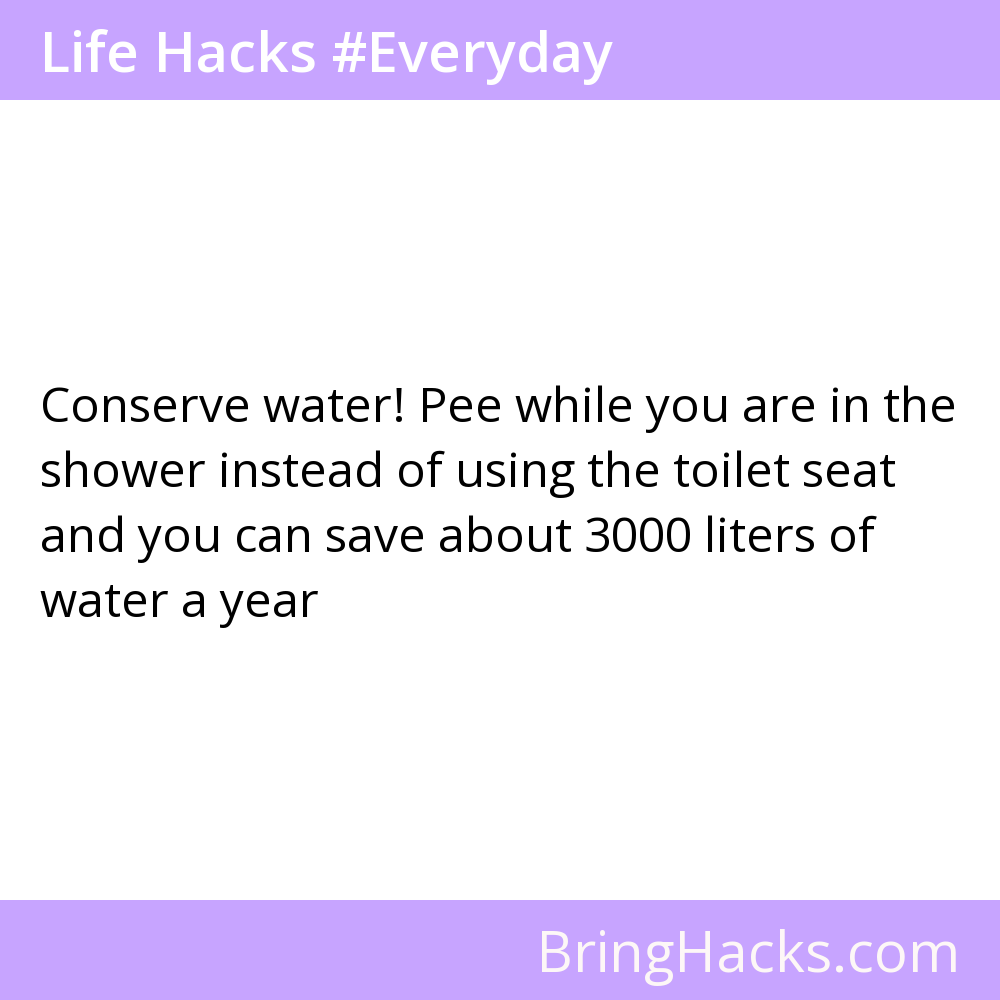 Life Hacks #Everyday
Conserve water! Pee while you are in the
shower instead of using the toilet seat
and you can save about 3000 liters of
water a year
BringHacks.com